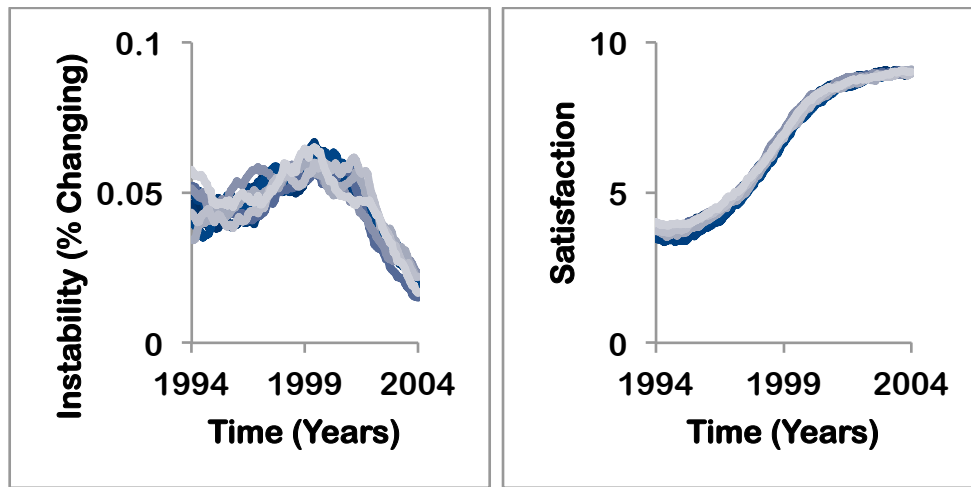 Instability (% Changing)
0.1
0.05
0
1994 1999 2004
Time (Years)
Satisfaction
10
5
0
1994 1999 2004
Time (Years)